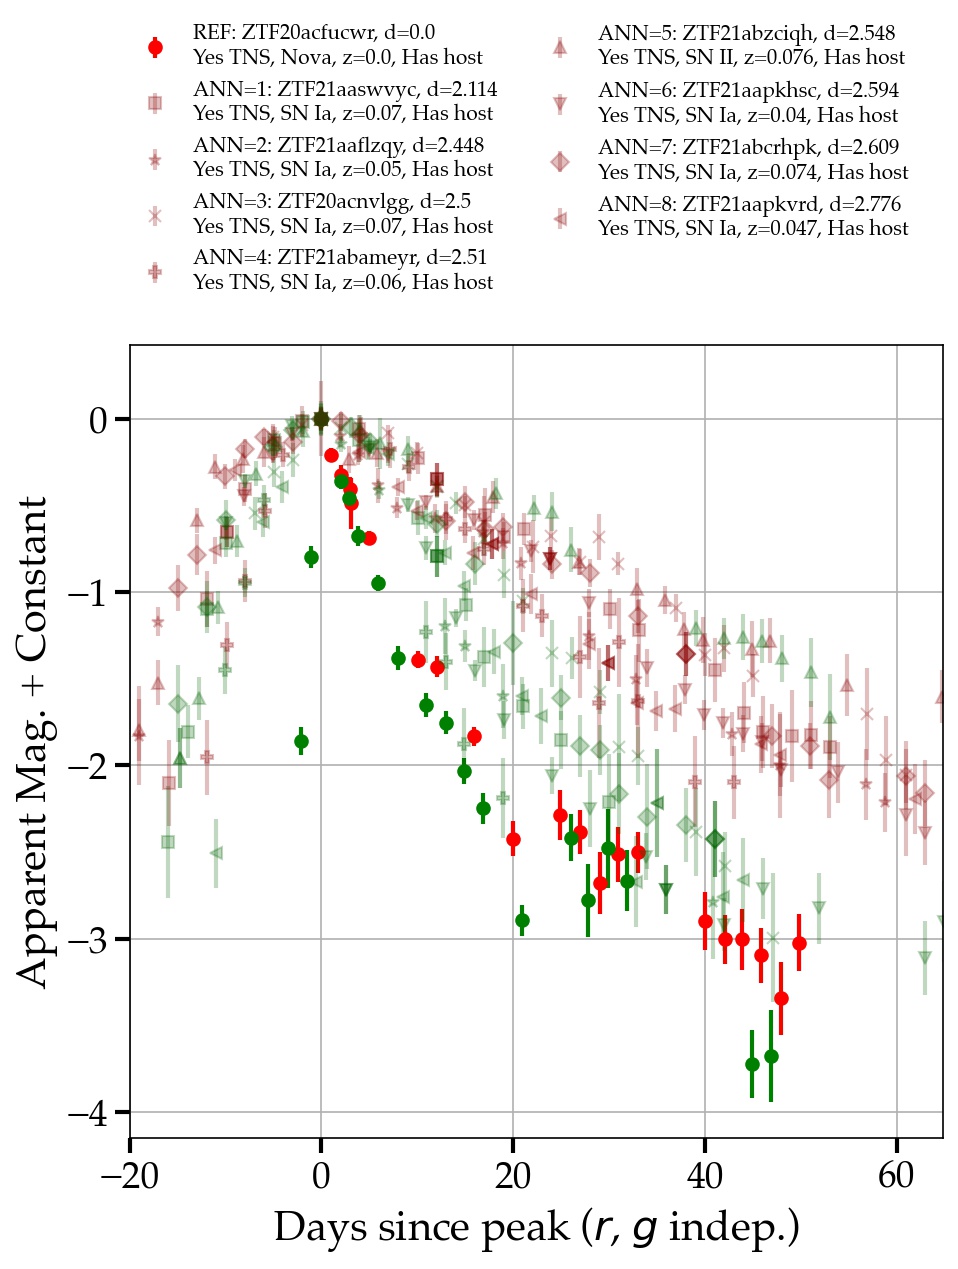 REF: ZTF20acfucwr, d=0.0
Yes TNS, Nova, z=0.0, Has host
ANN=1: ZTF21aaswvyc, d=2.114
Yes TNS, SN Ia, z=0.07, Has host
ANN=2: ZTF21aaflzqy, d=2.448
Yes TNS, SN Ia, z=0.05, Has host
ANN=3: ZTF20acnvlgg, d=2.5
Yes TNS, SN Ia, z=0.07, Has host
ANN=4: ZTF21abameyr, d=2.51
Yes TNS, SN Ia, z=0.06, Has host
ANN=5: ZTF21abzciqh, d=2.548
Yes TNS, SN II, z=0.076, Has host
ANN=6: ZTF21aapkhsc, d=2.594
Yes TNS, SN Ia, z=0.04, Has host
ANN=7: ZTF21abcrhpk, d=2.609
Yes TNS, SN Ia, z=0.074, Has host
ANN=8: ZTF21aapkvrd, d=2.776
Yes TNS, SN Ia, z=0.047, Has host
Apparent Mag. + Constant
0
−1
−2
−3
−4
−20 0 20 40 60
Days since peak (r, g indep.)